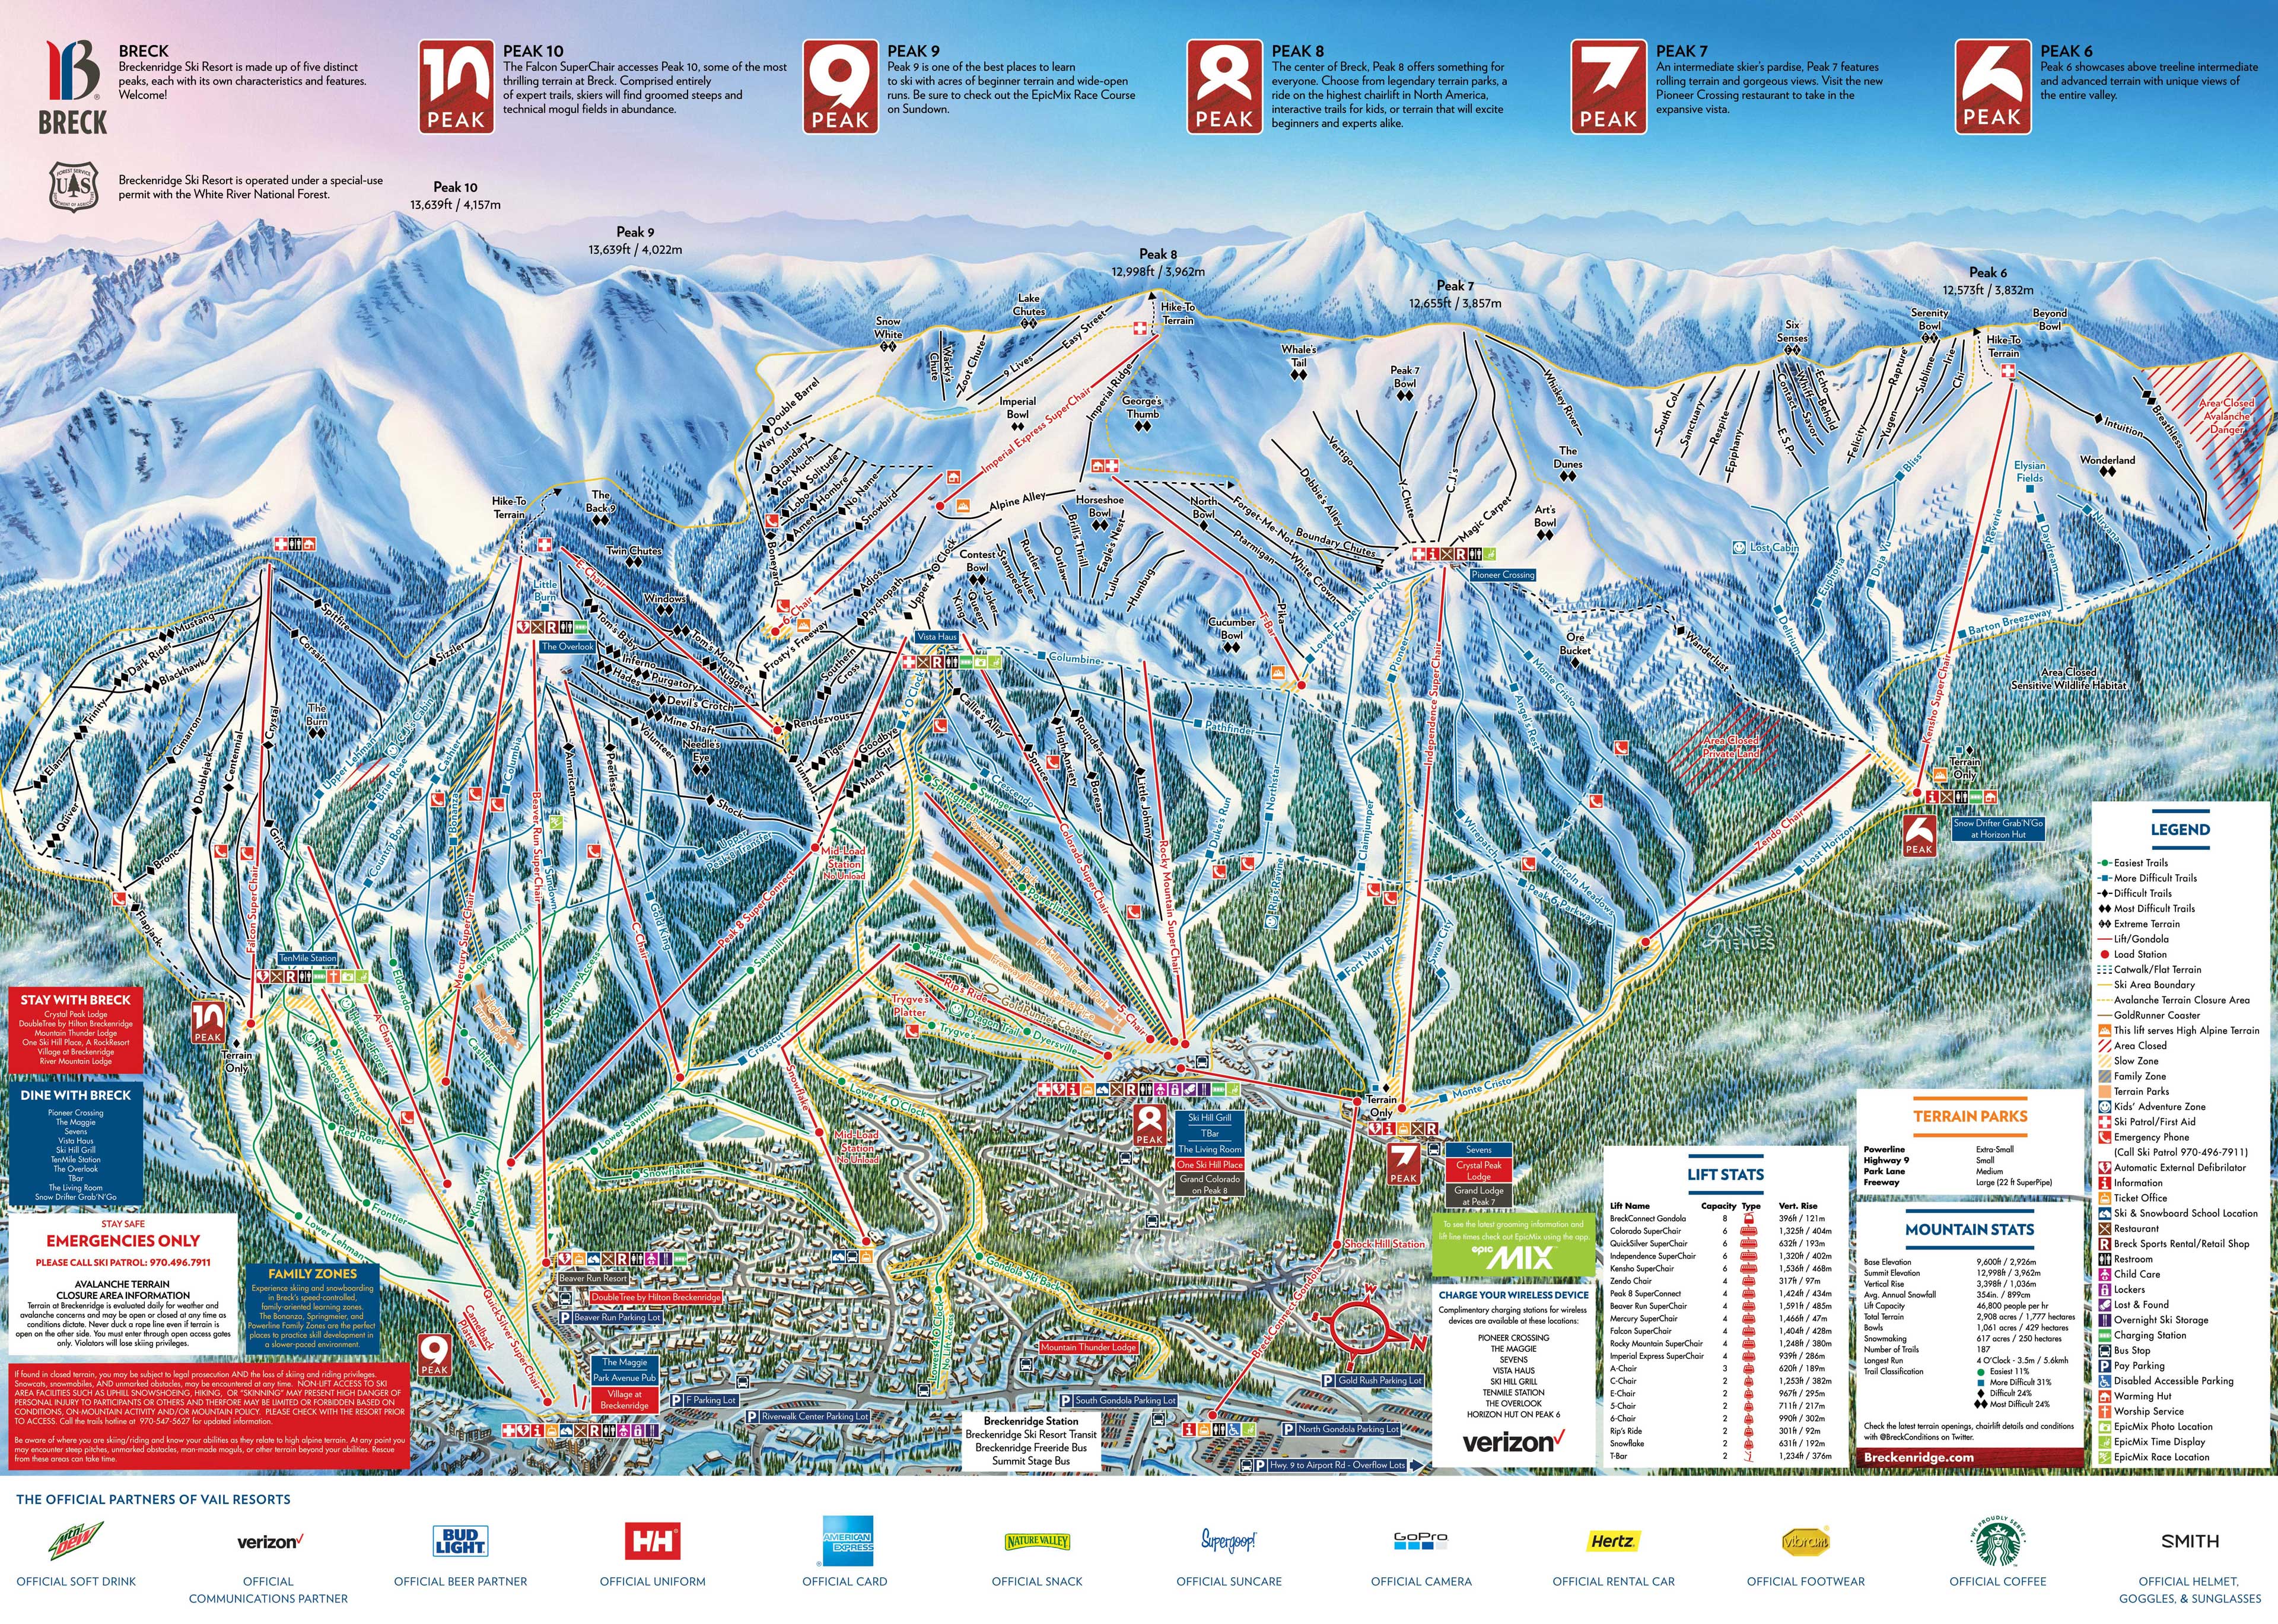 BRECK
BRECK
Breckenridge Ski Resort is made up of five distinct
peaks, each with its own characteristics and features.
Welcome!
Breckenridge Ski Resort is operated under a special-use
permit with the White River National Forest.
10
PEAK
PEAK 10
The Falcon SuperChair accesses Peak 10, some of the most
thrilling terrain at Breck. Comprised entirely
of expert trails, skiers will find groomed steeps and
technical mogul fields in abundance.
9
PEAK
PEAK 9
Peak 9 is one of the best places to learn
to ski with acres of beginner terrain and wide-open
runs. Be sure to check out the EpicMix Race Course
on Sundown.
8
PEAK
PEAK 8
The center of Breck, Peak 8 offers something for
everyone. Choose from legendary terrain parks, a
ride on the highest chairlift in North America,
interactive trails for kids, or terrain that will excite
beginners and experts alike.
7
PEAK
PEAK 7
An intermediate skier's pardise, Peak 7 features
rolling terrain and gorgeous views. Visit the new
Pioneer Crossing restaurant to take in the
expansive vista.
6
PEAK
PEAK 6
Peak 6 showcases above treeline intermediate
and advanced terrain with unique views of
the entire valley.
Peak 10
13,639ft / 4,157m
Peak 9
13,639ft / 4,022m
Peak 8
12,998ft / 3,962m
Peak 7
12,655ft / 3,857m
Peak 6
12,573ft / 3,832m
Snow
White
Lake
Chutes
Hike-To
Terrain
Wacky's
Chute
Zoot Chute
9 Lives
Easy Street
Imperial
Bowl
Imperial Express SuperChair
Imperial Ridge
George's
Thumb
Whale's
Tail
Peak 7
Bowl
Whiskey River
Six
Senses
Serenity
Bowl
Beyond
Bowl
Hike-To
Terrain
South Col
Sanctuary
Respite
Epiphany
Contact
Whiff
Savor
Echo
Behold
E.S.P.
Felicity
Yugen
Rapture
Sublime
Irie
Chi
Intuition
Breathless
Area Closed
Avalanche
Danger
Wonderland
Elysian
Fields
Bliss
Reverie
Daydream
Nirvana
Euphoria
Deja Vu
Delirium
Lost Cabin
Barton Breezeway
Kensho SuperChair
Area Closed
Sensitive Wildlife Habitat
Double Barrel
Way Out
Quandary
Too Much
Solitude
Lobo
Hombre
Amen
No Name
Snowbird
Boneyard
6-Chair
Adios
Psychopath
Upper 4 O'Clock
Frosty's Freeway
Southern
Cross
Rendezvous
Alpine Alley
Horseshoe
Bowl
Contest
Bowl
King
Queen
Joker
Stampede
Mule
Rustler
Outlaw
Brill's Thrill
Eagle's Nest
Lulu
Humbug
North
Bowl
Ptarmigan
Forget-Me-Not
White Crown
Boundary Chutes
Pika
T-Bar
Cucumber
Bowl
Vertigo
Debbie's Alley
Y-Chute
C.J.'s
Magic Carpet
Art's
Bowl
The
Dunes
Pioneer Crossing
Lower Forget-Me-Not
Pioneer
Independence SuperChair
Monte Cristo
Angel's Rest
Ore
Bucket
Wanderlust
Area Closed
Private Land
Hike-To
Terrain
The
Back 9
Twin Chutes
Little
Burn
E-Chair
Windows
Tom's Baby
Tom's Mom
Inferno
Hades
Purgatory
Nuggets
Devil's Crotch
Mine Shaft
Needle's
Eye
Volunteer
Shock
The Overlook
Mustang
Dark Rider
Blackhawk
Trinity
Elan
Quiver
Cimarron
Doublejack
Centennial
Crystal
Spitfire
Corsair
Sizzler
The
Burn
Grits
Bronc
Flapjack
Falcon SuperChair
Upper Lehman
Briar Rose
Cashier
Country Boy
Bonanza
Columbia
American
Peerless
Sundown
Beaver Run SuperChair
Mercury SuperChair
C-Chair
Gold King
Upper
Peak 8 Transfer
Peak 8 SuperConnect
Mid-Load
Station
No Unload
Vista Haus
Columbine
4 O'Clock
Callie's Alley
Goodbye Girl
Mach 1
Tiger
Tunnel
Springmeier
Swinger
Crescendo
Spruce
High Anxiety
Rounders
Boreas
Little Johnny
Colorado SuperChair
Rocky Mountain SuperChair
Pathfinder
Northstar
Duke's Run
Ripz Ravine
Claimjumper
Wirepatch
Lincoln Meadows
Peak 6 Parkway
Swan City
Fort Mary B
Monte Cristo
Zendo Chair
Lost Horizon
Terrain
Only
Snow Drifter Grab'N'Go
at Horizon Hut
6
PEAK
TenMile Station
10
PEAK
Terrain
Only
Eldorado
Lower American
Sundown Access
Sawmill
Crosscut
Silverthorne
A-Chair
Red Rover
Frontier
Lower Lehman
King's Way
Lower Sawmill
Snowflake
Snowflake
Mid-Load
Station
No Unload
Lower 4 O'Clock
Twister
Rip's Ride
Trygve's
Platter
Trygve's
Dragon Trail
Dyersville
GoldRunner Coaster
5-Chair
8
PEAK
Ski Hill Grill
TBar
The Living Room
One Ski Hill Place
Grand Colorado
on Peak 8
Terrain
Only
7
PEAK
Sevens
Crystal Peak
Lodge
Grand Lodge
at Peak 7
Shock Hill Station
BreckConnect Gondola
Gondola Ski Back
Lower 4 O'Clock
No Lift Access
Mountain Thunder Lodge
Beaver Run Resort
DoubleTree by Hilton Breckenridge
P Beaver Run Parking Lot
Camelback
Platter
QuickSilver SuperChair
9
PEAK
The Maggie
Park Avenue Pub
Village at
Breckenridge
P F Parking Lot
P Riverwalk Center Parking Lot
P South Gondola Parking Lot
P Gold Rush Parking Lot
P North Gondola Parking Lot
P Hwy. 9 to Airport Rd - Overflow Lots
W
N
Breckenridge Station
Breckenridge Ski Resort Transit
Breckenridge Freeride Bus
Summit Stage Bus
STAY WITH BRECK
Crystal Peak Lodge
DoubleTree by Hilton Breckenridge
Mountain Thunder Lodge
One Ski Hill Place, A RockResort
Village at Breckenridge
River Mountain Lodge
DINE WITH BRECK
Pioneer Crossing
The Maggie
Sevens
Vista Haus
Ski Hill Grill
TenMile Station
The Overlook
TBar
The Living Room
Snow Drifter Grab'N'Go
STAY SAFE
EMERGENCIES ONLY
PLEASE CALL SKI PATROL: 970.496.7911
AVALANCHE TERRAIN
CLOSURE AREA INFORMATION
Terrain at Breckenridge is evaluated daily for weather and
avalanche concerns and may be open or closed at any time as
conditions dictate. Never duck a rope line even if terrain is
open on the other side. You must enter through open access gates
only. Violators will lose skiing privileges.
FAMILY ZONES
Experience skiing and snowboarding
in Breck's speed-controlled,
family-oriented learning zones.
The Bonanza, Springmeier, and
Powerline Family Zones are the perfect
places to practice skill development in
a slower-paced environment.
If found in closed terrain, you may be subject to legal prosecution AND the loss of skiing and riding privileges.
Snowcats, snowmobiles, AND unmarked obstacles, may be encountered at any time. NON-LIFT ACCESS TO SKI
AREA FACILITIES SUCH AS UPHILL SNOWSHOEING, HIKING, OR "SKINNING" MAY PRESENT HIGH DANGER OF
PERSONAL INJURY TO PARTICIPANTS OR OTHERS AND THERFORE MAY BE LIMITED OR FORBIDDEN BASED ON
CONDITIONS, ON-MOUNTAIN ACTIVITY AND/OR MOUNTAIN POLICY. PLEASE CHECK WITH THE RESORT PRIOR
TO ACCESS. Call the trails hotline at 970-547-5627 for updated information.
Be aware of where you are skiing/riding and know your abilities as they relate to high alpine terrain. At any point you
may encounter steep pitches, unmarked obstacles, man-made moguls, or other terrain beyond your abilities. Rescue
from these areas can take time.
To see the latest grooming information and
lift line times check out EpicMix using the app.
epic MIX
CHARGE YOUR WIRELESS DEVICE
Complimentary charging stations for wireless
devices are available at these locations:
PIONEER CROSSING
THE MAGGIE
SEVENS
VISTA HAUS
SKI HILL GRILL
TENMILE STATION
THE OVERLOOK
HORIZON HUT ON PEAK 6
verizon
LIFT STATS
Lift Name Capacity Type Vert. Rise
BreckConnect Gondola 8 396ft / 121m
Colorado SuperChair 6 1,325ft / 404m
QuickSilver SuperChair 6 632ft / 193m
Independence SuperChair 6 1,320ft / 402m
Kensho SuperChair 6 1,536ft / 468m
Zendo Chair 4 317ft / 97m
Peak 8 SuperConnect 4 1,424ft / 434m
Beaver Run SuperChair 4 1,591ft / 485m
Mercury SuperChair 4 1,466ft / 47m
Falcon SuperChair 4 1,404ft / 428m
Rocky Mountain SuperChair 4 1,248ft / 380m
Imperial Express SuperChair 4 939ft / 286m
A-Chair 3 620ft / 189m
C-Chair 2 1,253ft / 382m
E-Chair 2 967ft / 295m
5-Chair 2 711ft / 217m
6-Chair 2 990ft / 302m
Rip's Ride 2 301ft / 92m
Snowflake 2 631ft / 192m
T-Bar 2 1,234ft / 376m
TERRAIN PARKS
Powerline Extra-Small
Highway 9 Small
Park Lane Medium
Freeway Large (22 ft SuperPipe)
MOUNTAIN STATS
Base Elevation 9,600ft / 2,926m
Summit Elevation 12,998ft / 3,962m
Vertical Rise 3,398ft / 1,036m
Avg. Annual Snowfall 354in. / 899cm
Lift Capacity 46,800 people per hr
Total Terrain 2,908 acres / 1,777 hectares
Bowls 1,061 acres / 429 hectares
Snowmaking 617 acres / 250 hectares
Number of Trails 187
Longest Run 4 O'Clock - 3.5m / 5.6kmh
Trail Classification Easiest 11%
More Difficult 31%
Difficult 24%
Most Difficult 24%
Check the latest terrain openings, chairlift details and conditions
with @BreckConditions on Twitter.
Breckenridge.com
LEGEND
Easiest Trails
More Difficult Trails
Difficult Trails
Most Difficult Trails
Extreme Terrain
Lift/Gondola
Load Station
Catwalk/Flat Terrain
Ski Area Boundary
Avalanche Terrain Closure Area
GoldRunner Coaster
This lift serves High Alpine Terrain
Area Closed
Slow Zone
Family Zone
Terrain Parks
Kids' Adventure Zone
Ski Patrol/First Aid
Emergency Phone
(Call Ski Patrol 970-496-7911)
Automatic External Defibrilator
Information
Ticket Office
Ski & Snowboard School Location
Restaurant
Breck Sports Rental/Retail Shop
Restroom
Child Care
Lockers
Lost & Found
Overnight Ski Storage
Charging Station
Bus Stop
Pay Parking
Disabled Accessible Parking
Warming Hut
Worship Service
EpicMix Photo Location
EpicMix Time Display
EpicMix Race Location
THE OFFICIAL PARTNERS OF VAIL RESORTS
Mtn Dew
OFFICIAL SOFT DRINK
verizon
OFFICIAL
COMMUNICATIONS PARTNER
BUD
LIGHT
OFFICIAL BEER PARTNER
HH
OFFICIAL UNIFORM
AMERICAN
EXPRESS
OFFICIAL CARD
NATURE VALLEY
OFFICIAL SNACK
Supergoop!
OFFICIAL SUNCARE
GoPro
OFFICIAL CAMERA
Hertz
OFFICIAL RENTAL CAR
vibram
OFFICIAL FOOTWEAR
WE PROUDLY SERVE
OFFICIAL COFFEE
SMITH
OFFICIAL HELMET,
GOGGLES, & SUNGLASSES